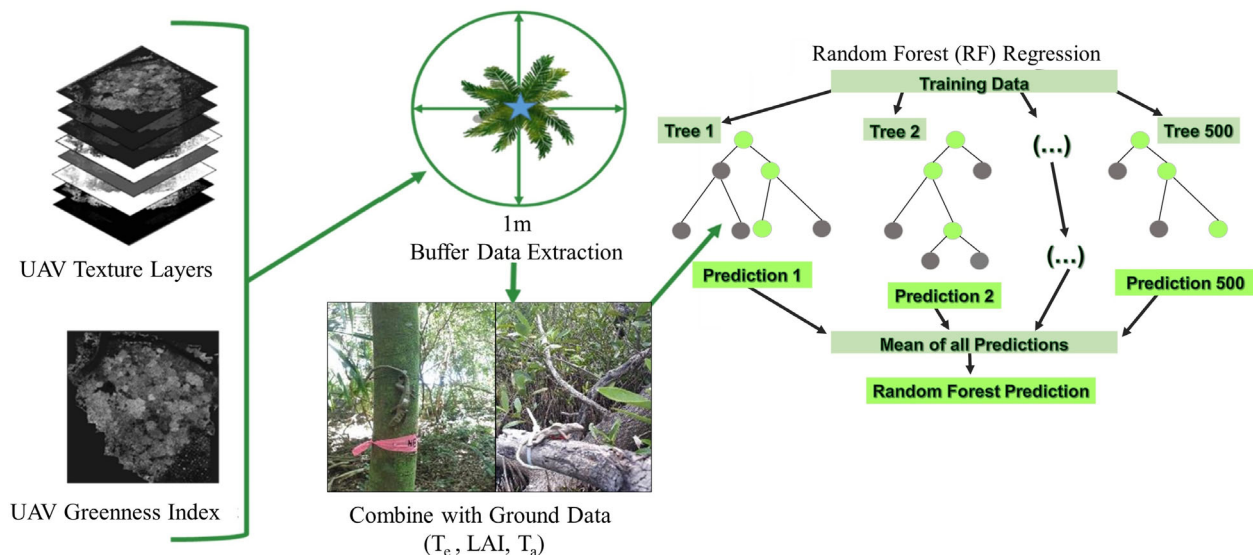 UAV Texture Layers
UAV Greenness Index
1m
Buffer Data Extraction
Combine with Ground Data
(Te, LAI, Ta)
Random Forest (RF) Regression
Training Data
Tree 1
Tree 2
(...)
Tree 500
(...)
Prediction 1
Prediction 2
Prediction 500
Mean of all Predictions
Random Forest Prediction